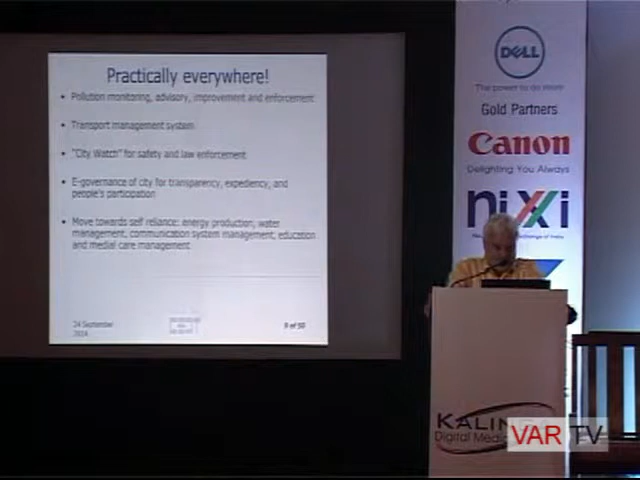 Practically everywhere!
• Pollution monitoring, advisory, improvement and enforcement
• Transport management system
• "City Watch" for safety and law enforcement
• E-governance of city for transparency, expediency, and
people's participation
• Move towards self reliance: energy production, water
management, communication system management, education
and medial care management
24 September
2014
9 of 50
DELL
The power to do more
Gold Partners
Canon
Delighting You Always
nixi
Digital Media
VAR TV